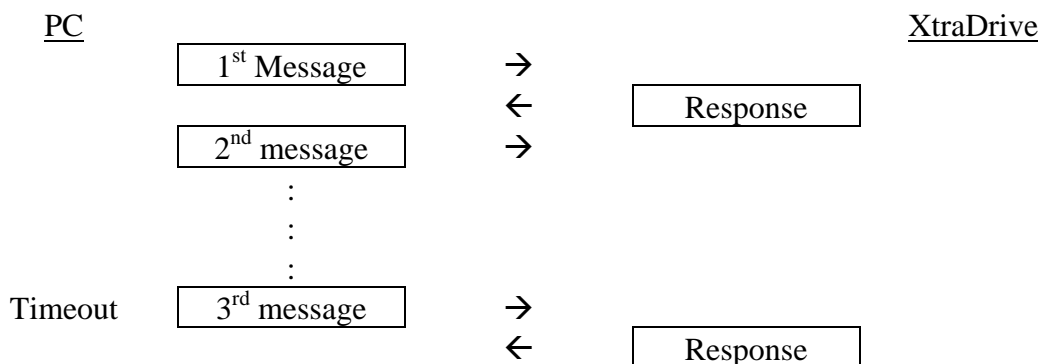 PC XtraDrive
1st Message →
← Response
2nd message →
:
:
:
Timeout 3rd message →
← Response